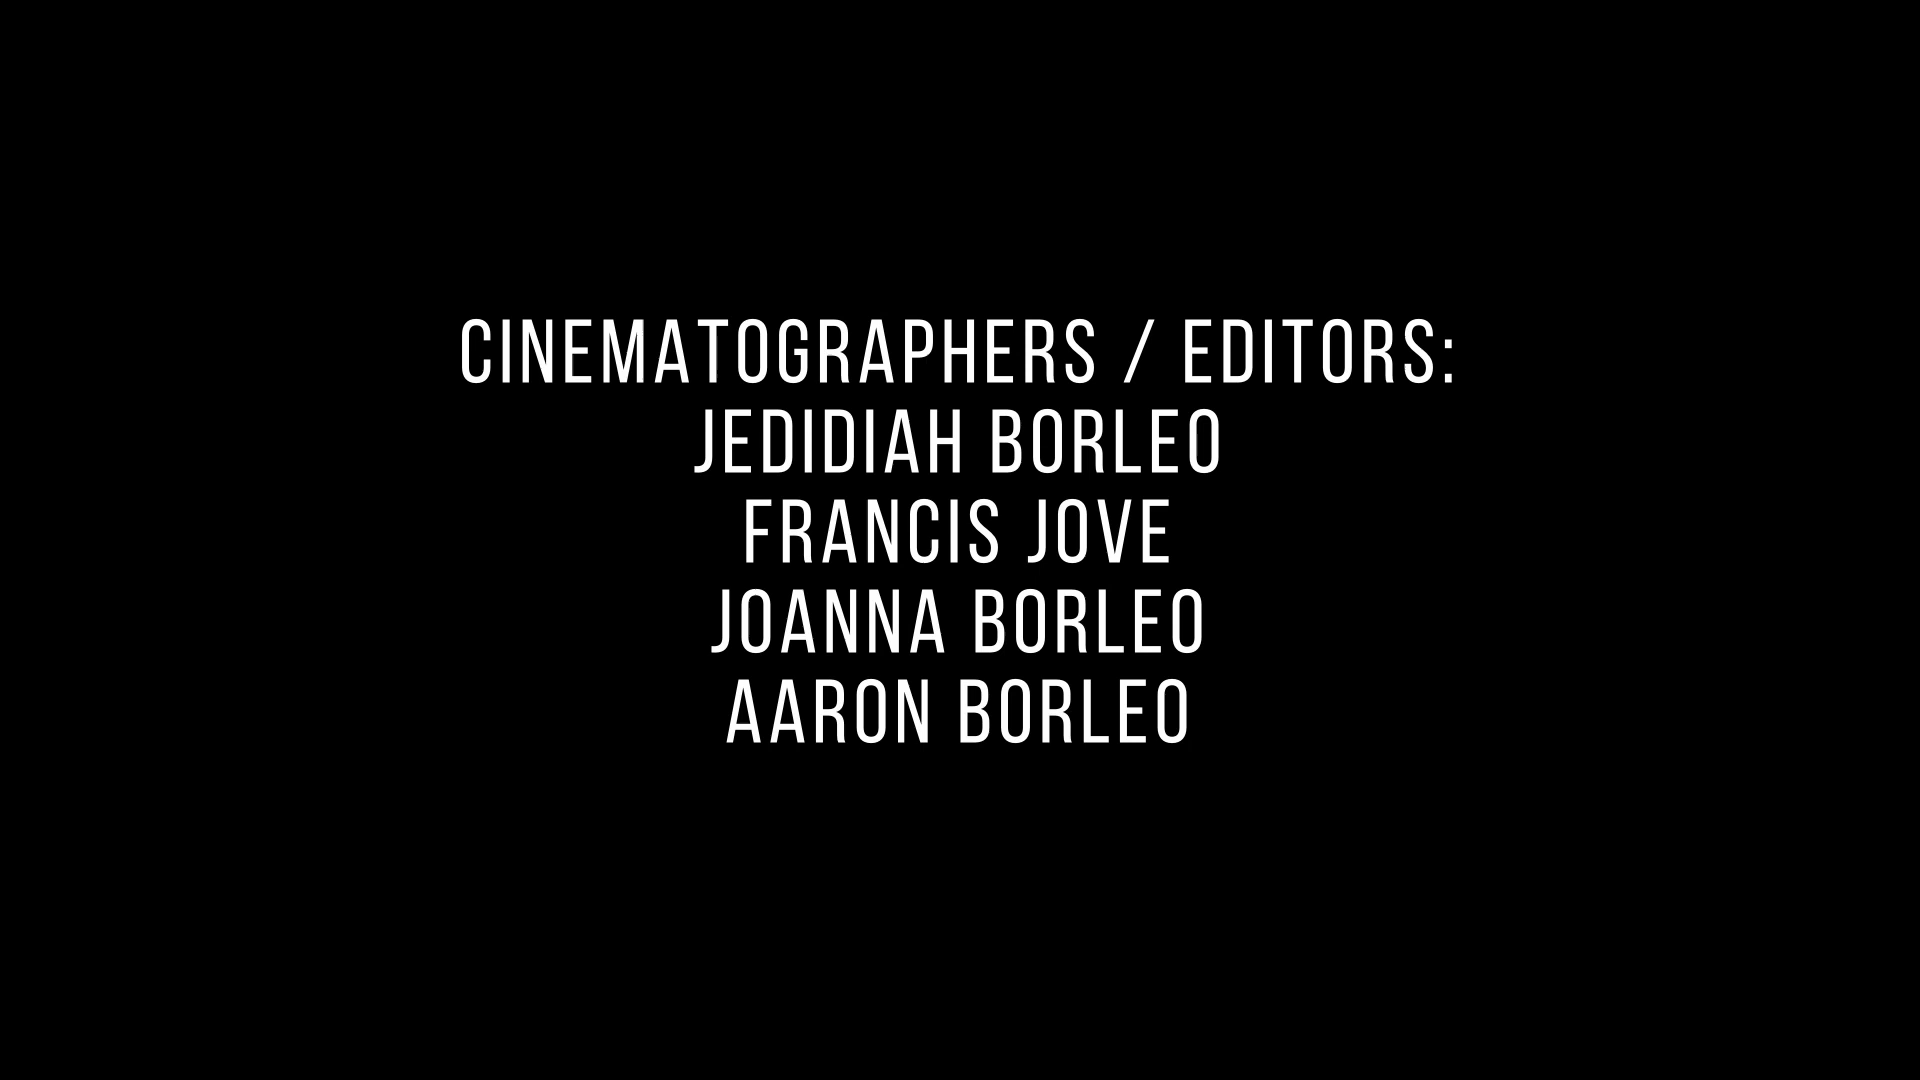 CINEMATOGRAPHERS / EDITORS:
JEDIDIAH BORLEO
FRANCIS JOVE
JOANNA BORLEO
AARON BORLEO